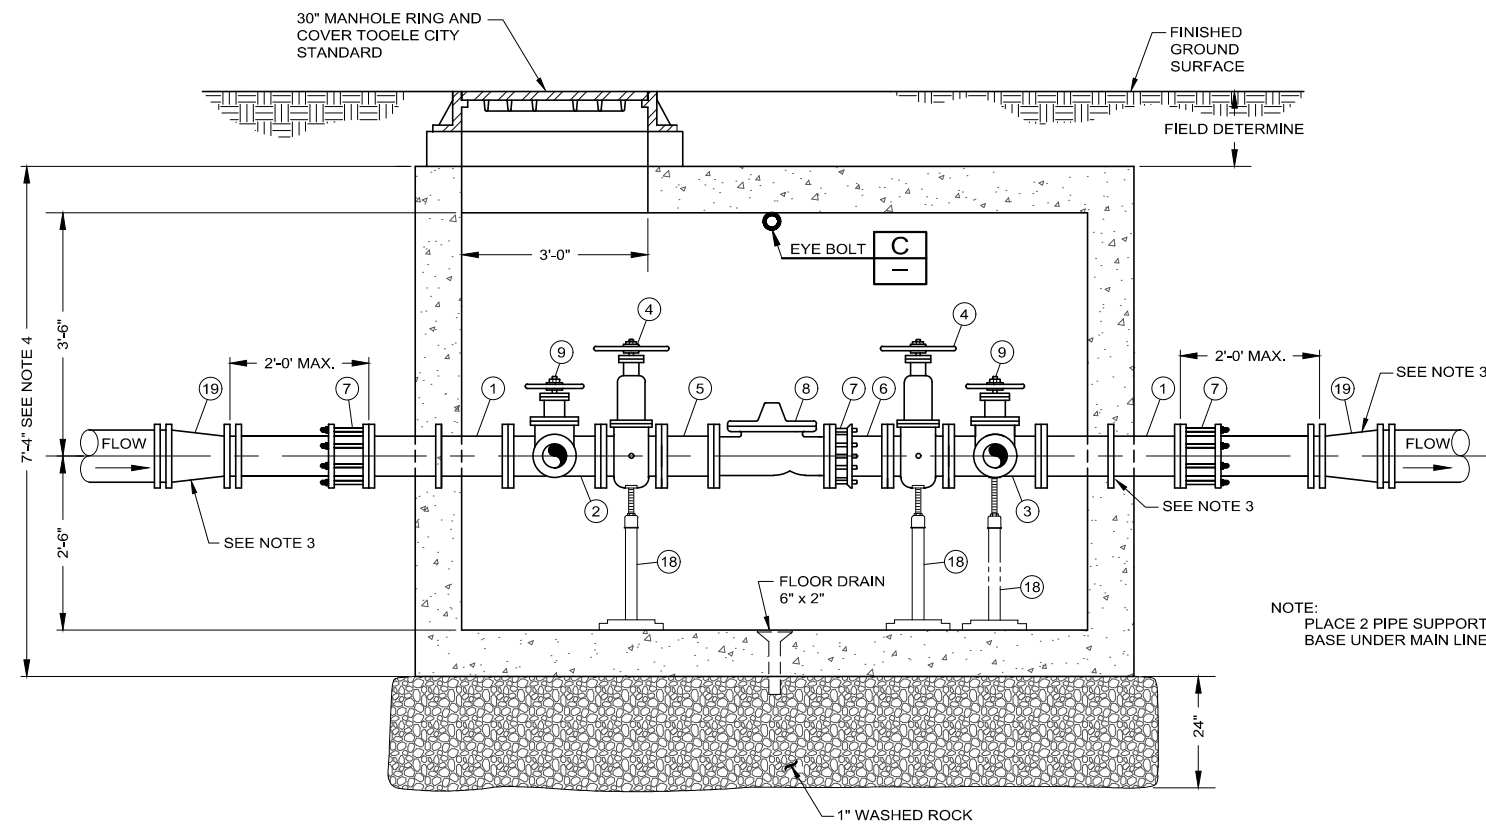 30" MANHOLE RING AND
COVER TOOELE CITY
STANDARD
FINISHED
GROUND
SURFACE
FIELD DETERMINE
3'-0"
EYE BOLT
C
–
7'-4" SEE NOTE 4
3'-6"
2'-6"
4
4
9
9
2'-0' MAX.
2'-0' MAX.
SEE NOTE 3
19
7
1
5
8
7
6
1
7
19
FLOW
FLOW
2
3
SEE NOTE 3
SEE NOTE 3
18
18
18
FLOOR DRAIN
6" x 2"
NOTE:
PLACE 2 PIPE SUPPORT
BASE UNDER MAIN LINE
24"
1" WASHED ROCK